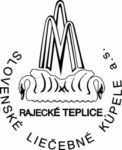 RAJECKÉ TEPLICE
SLOVENSKÉ LIEČEBNÉ KÚPELE a.s.